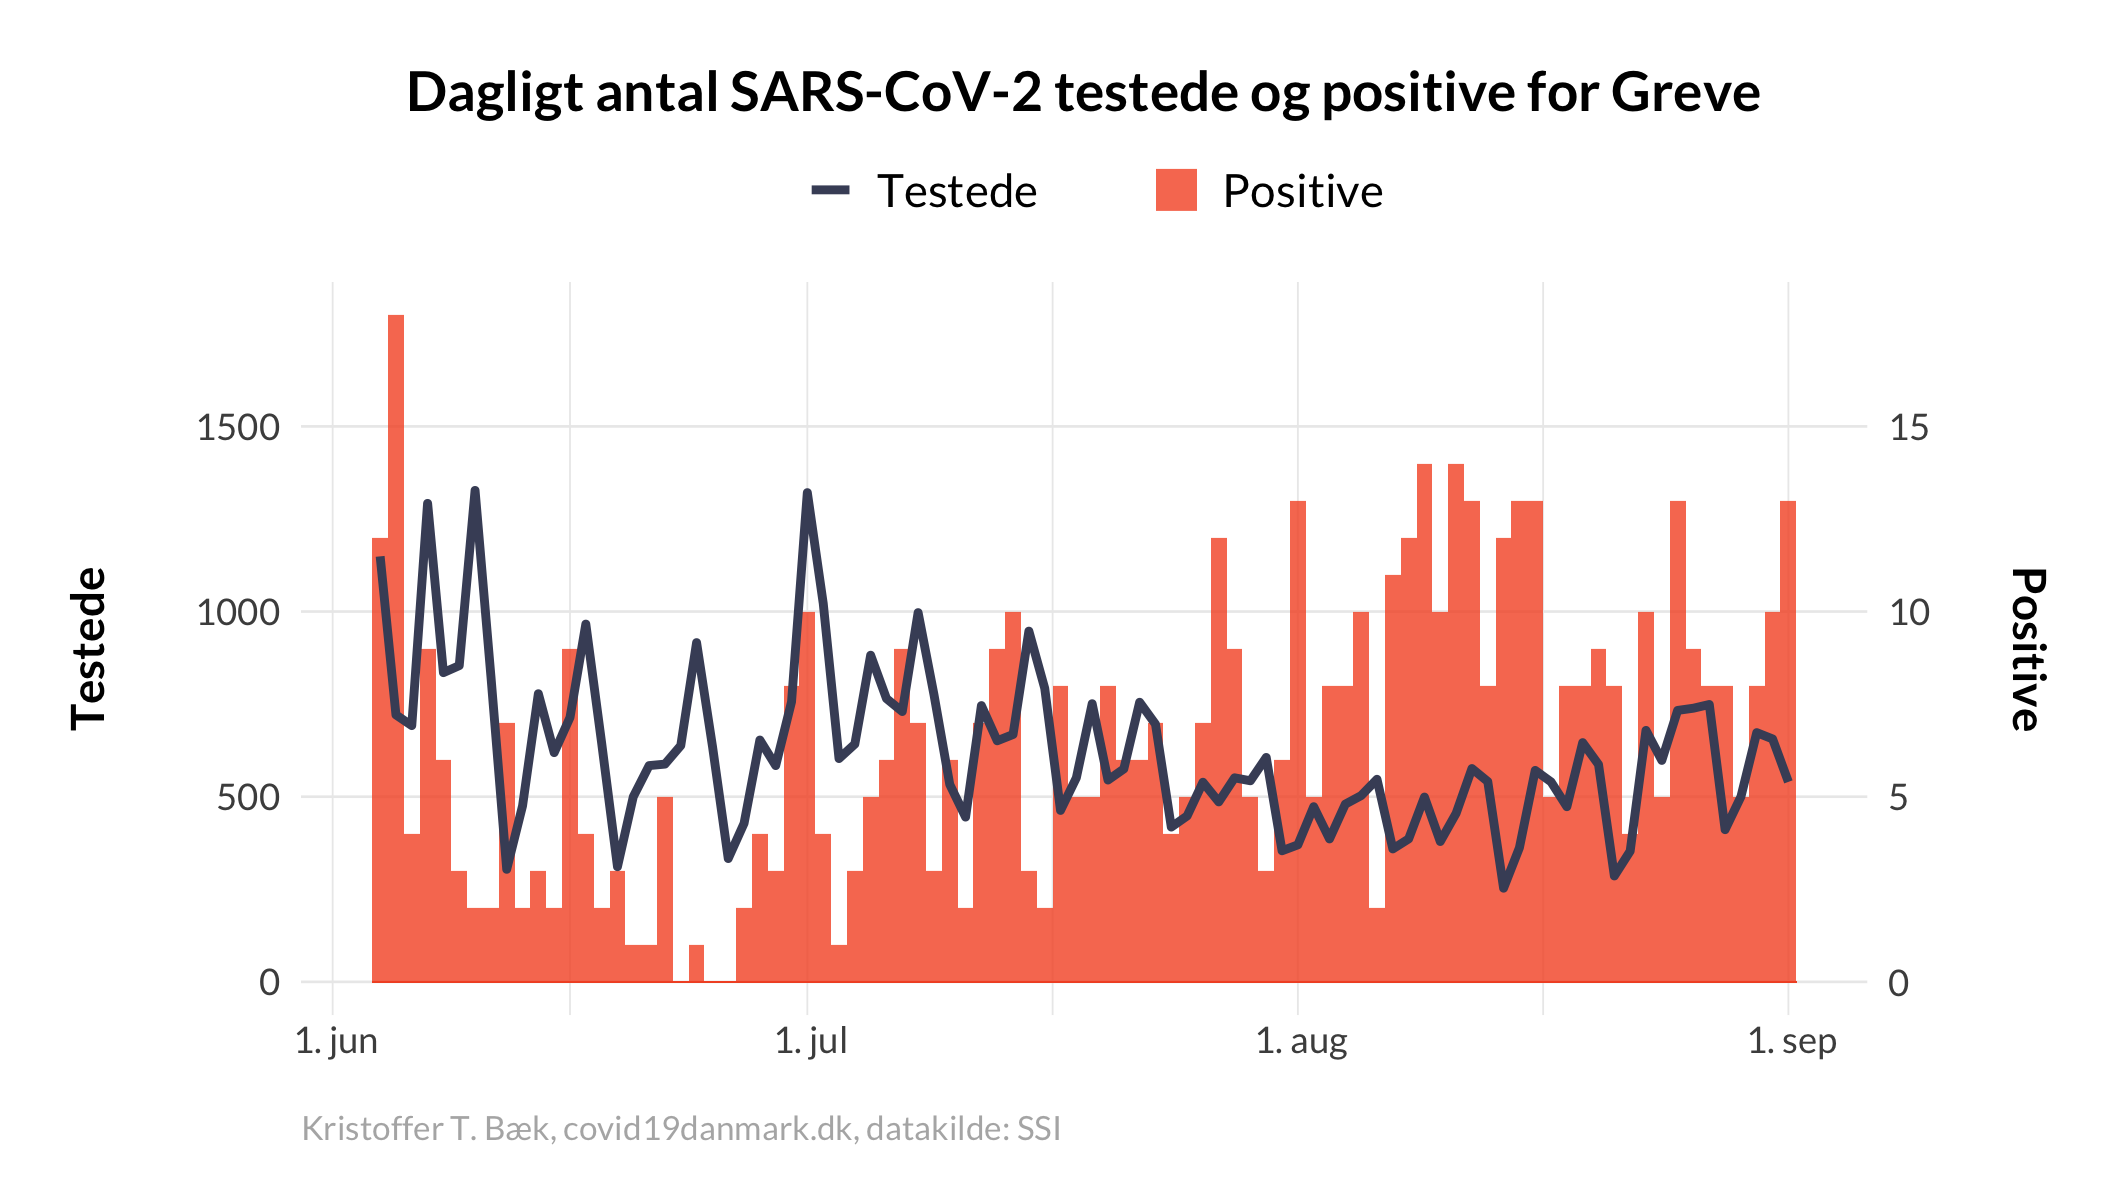 Dagligt antal SARS-CoV-2 testede og positive for Greve
Testede Positive
1500 15
1000 10
500 5
0 0
Testede
Positive
1. jun 1. jul 1. aug 1. sep
Kristoffer T. Bæk, covid19danmark.dk, datakilde: SSI